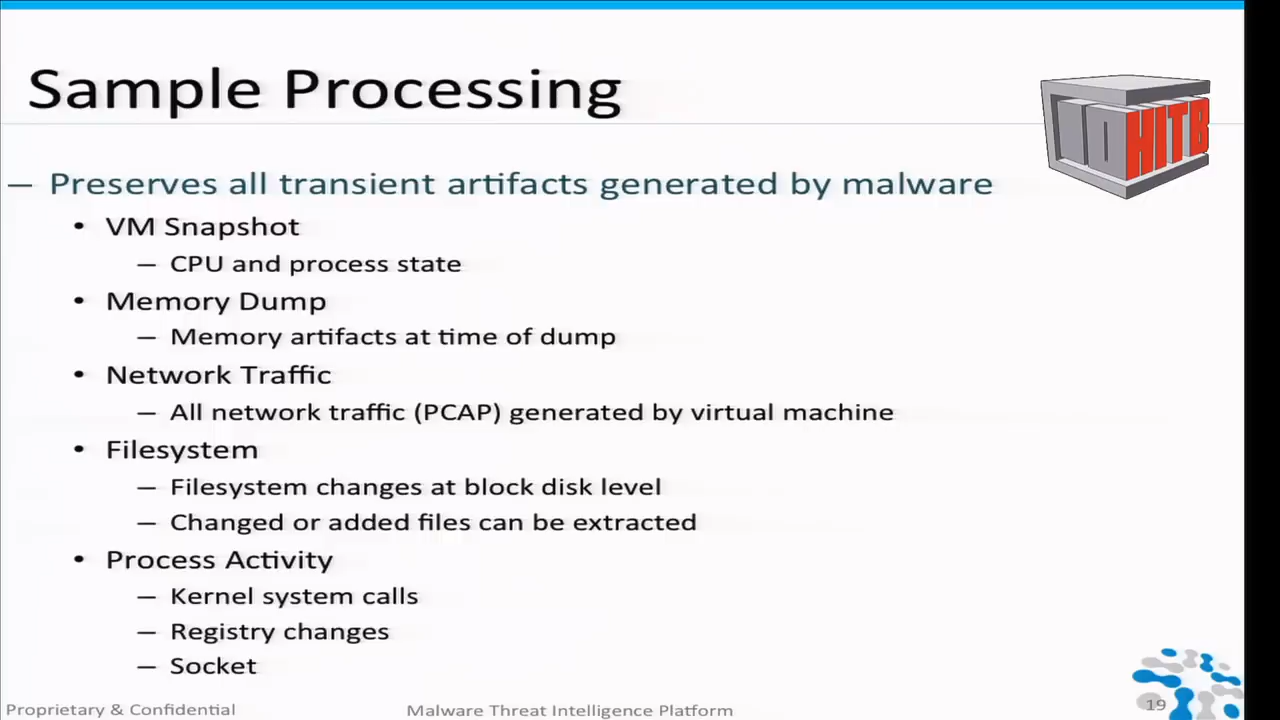 Sample Processing
— Preserves all transient artifacts generated by malware
• VM Snapshot
— CPU and process state
• Memory Dump
— Memory artifacts at time of dump
• Network Traffic
— All network traffic (PCAP) generated by virtual machine
• Filesystem
— Filesystem changes at block disk level
— Changed or added files can be extracted
• Process Activity
— Kernel system calls
— Registry changes
— Socket
HITB
Proprietary & Confidential
Malware Threat Intelligence Platform
19